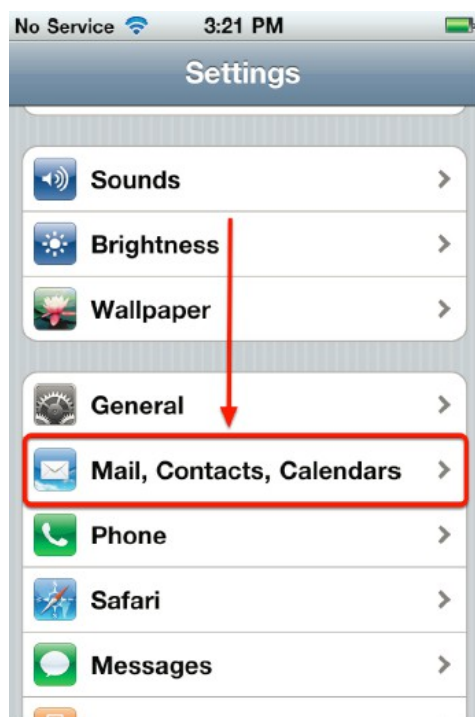 No Service 3:21 PM
Settings
Sounds
Brightness
Wallpaper
General
Mail, Contacts, Calendars
Phone
Safari
Messages